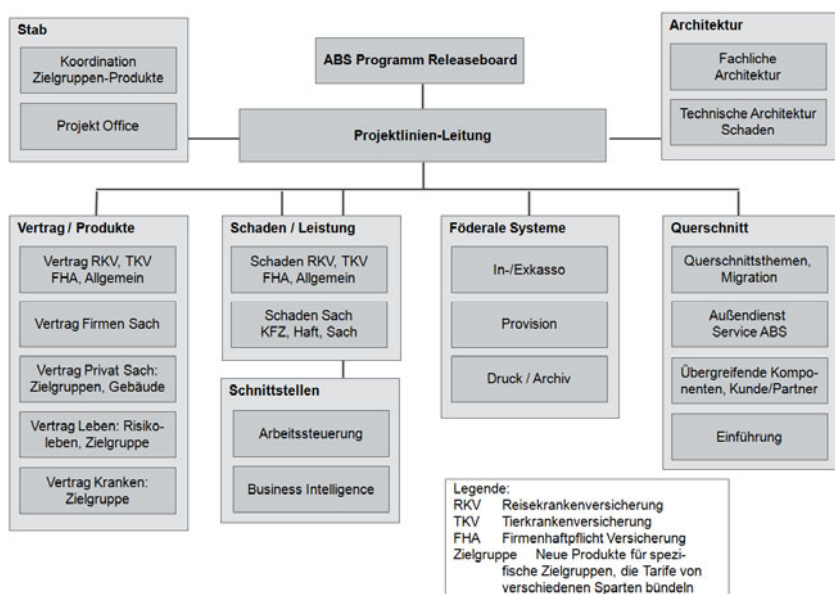 Stab
Koordination
Zielgruppen-Produkte
Projekt Office
ABS Programm Releaseboard
Projektlinien-Leitung
Architektur
Fachliche
Architektur
Technische Architektur
Schaden
Vertrag / Produkte
Vertrag RKV, TKV
FHA, Allgemein
Vertrag Firmen Sach
Vertrag Privat Sach:
Zielgruppen, Gebäude
Vertrag Leben: Risiko-
leben, Zielgruppe
Vertrag Kranken:
Zielgruppe
Schaden / Leistung
Schaden RKV, TKV
FHA, Allgemein
Schaden Sach
KFZ, Haft, Sach
Schnittstellen
Arbeitssteuerung
Business Intelligence
Föderale Systeme
In-/Exkasso
Provision
Druck / Archiv
Querschnitt
Querschnittsthemen,
Migration
Außendienst
Service ABS
Übergreifende Kompo-
nenten, Kunde/Partner
Einführung
Legende:
RKV Reisekrankenversicherung
TKV Tierkrankenversicherung
FHA Firmenhaftpflicht Versicherung
Zielgruppe Neue Produkte für spezi-
fische Zielgruppen, die Tarife von
verschiedenen Sparten bündeln